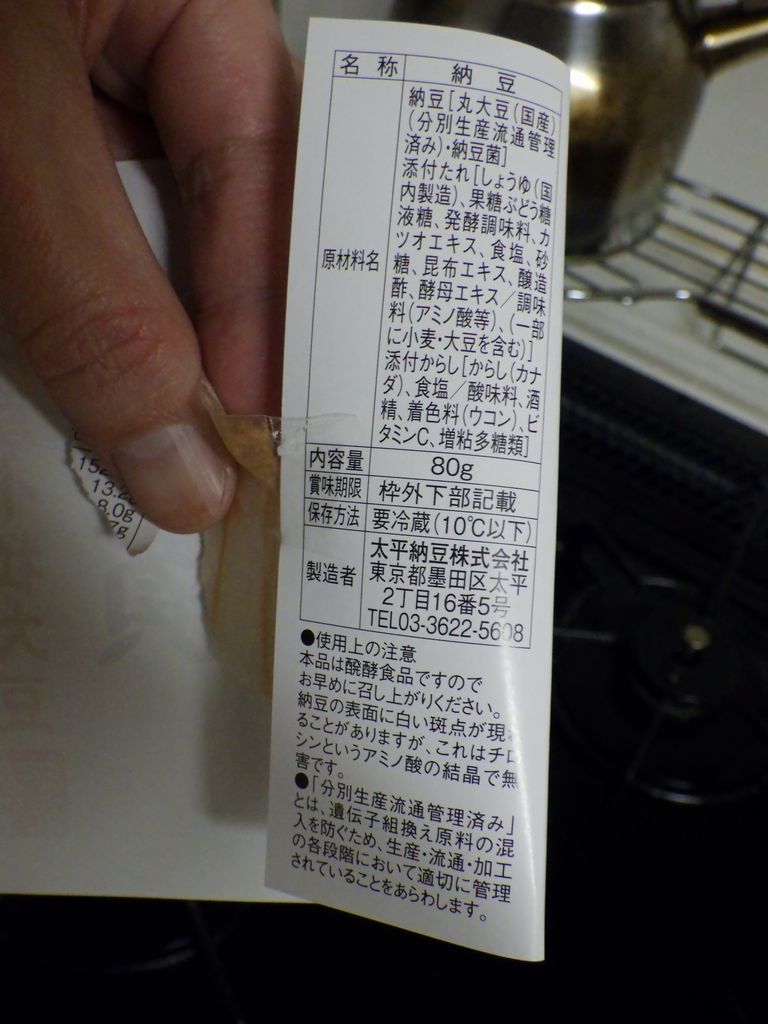 名 称 納 豆
原材料名
納豆[丸大豆(国産)
(分別生産流通管理
済み)・納豆菌]
添付たれ[しょうゆ(国
内製造)、果糖ぶどう糖
液糖、発酵調味料、カ
ツオエキス、食塩、砂
糖、昆布エキス、醸造
酢、酵母エキス/調味
料(アミノ酸等)、(一部
に小麦・大豆を含む)]
添付からし[からし(カナ
ダ)、食塩/酸味料、酒
精、着色料(ウコン)、ビ
タミンC、増粘多糖類]
内容量 80g
賞味期限 枠外下部記載
保存方法 要冷蔵(10℃以下)
製造者
太平納豆株式会社
東京都墨田区太平
2丁目16番5号
TEL03-3622-5608
●使用上の注意
本品は醗酵食品ですので
お早めに召し上がりください。
納豆の表面に白い斑点が現れ
ることがありますが、これはチロ
シンというアミノ酸の結晶で無
害です。
●「分別生産流通管理済み」
とは、遺伝子組換え原料の混
入を防ぐため、生産・流通・加工
の各段階において適切に管理
されていることをあらわします。
8.0g